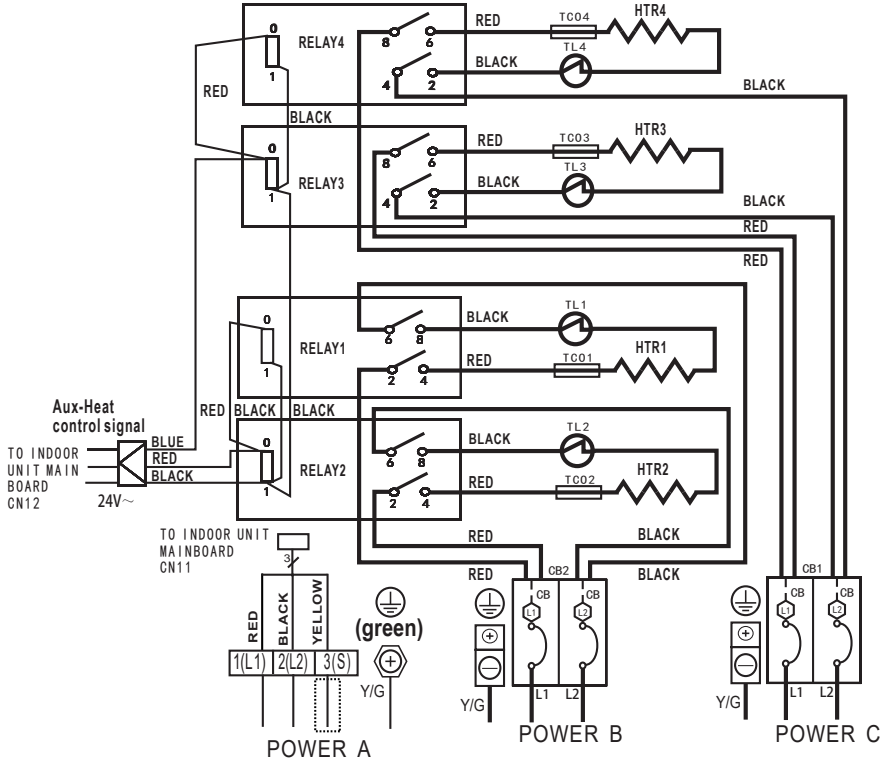 0
RELAY4
1
8
6
4
2
RED
TCO4
HTR4
TL4
BLACK
BLACK
RED
BLACK
0
RELAY3
1
8
6
4
2
RED
TCO3
HTR3
TL3
BLACK
BLACK
RED
RED
0
RELAY1
1
6
8
2
4
BLACK
TL1
RED
TCO1
HTR1
RED
BLACK
BLACK
0
RELAY2
1
6
8
2
4
BLACK
TL2
RED
TCO2
HTR2
Aux-Heat
control signal
TO INDOOR
UNIT MAIN
BOARD
CN12
BLUE
RED
BLACK
24V～
RED
BLACK
RED
BLACK
TO INDOOR UNIT
MAINBOARD
CN11
3
RED
BLACK
YELLOW
1(L1)
2(L2)
3(S)
(green)
Y/G
POWER A
CB2
CB
CB
L1
L2
Y/G
L1
L2
POWER B
CB1
CB
CB
L1
L2
Y/G
L1
L2
POWER C